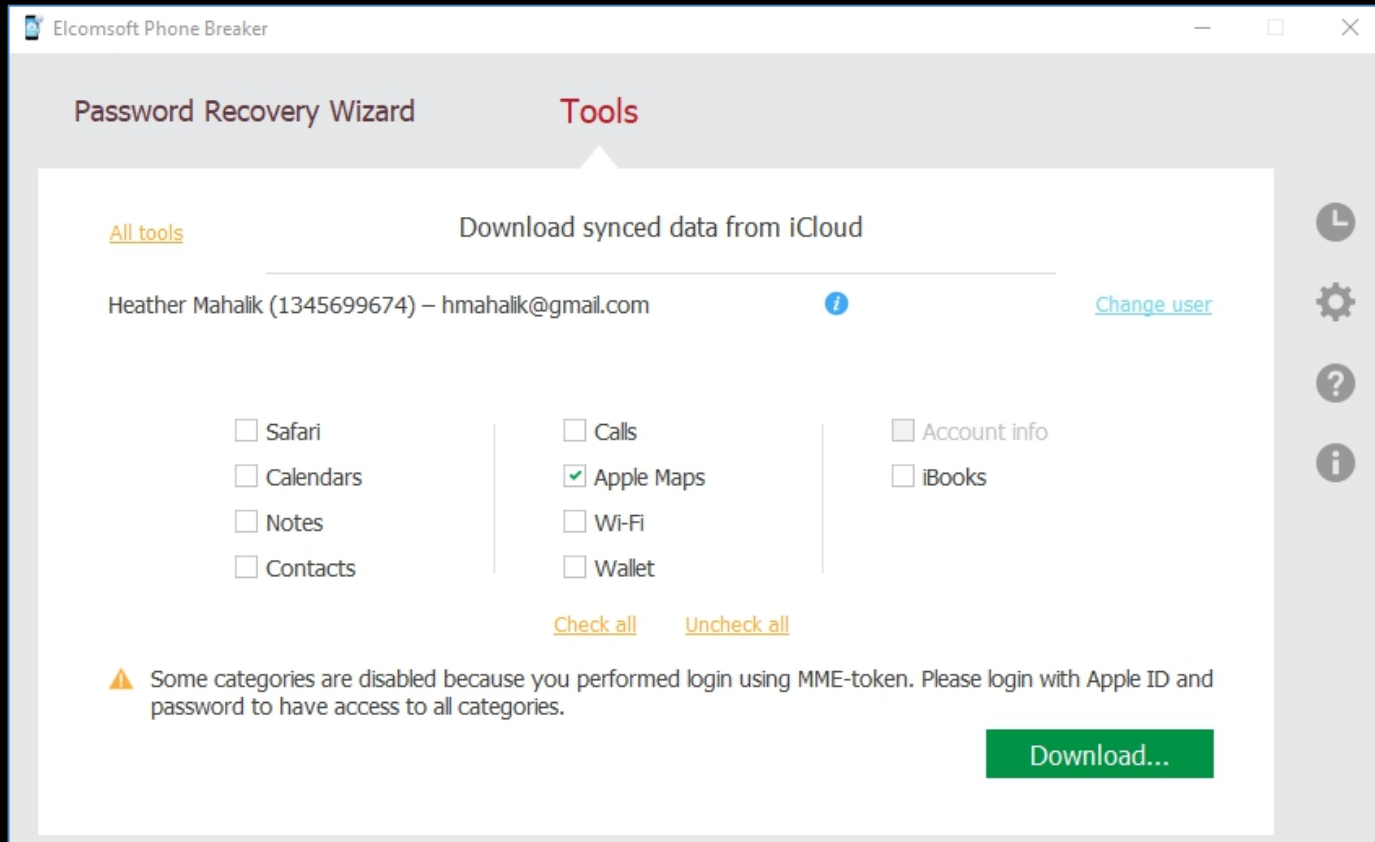 Elcomsoft Phone Breaker
Password Recovery Wizard
Tools
All tools
Download synced data from iCloud
Heather Mahalik (1345699674) – hmahalik@gmail.com
Change user
Safari
Calendars
Notes
Contacts
Calls
Apple Maps
Wi-Fi
Wallet
Account info
iBooks
Check all
Uncheck all
Some categories are disabled because you performed login using MME-token. Please login with Apple ID and
password to have access to all categories.
Download...